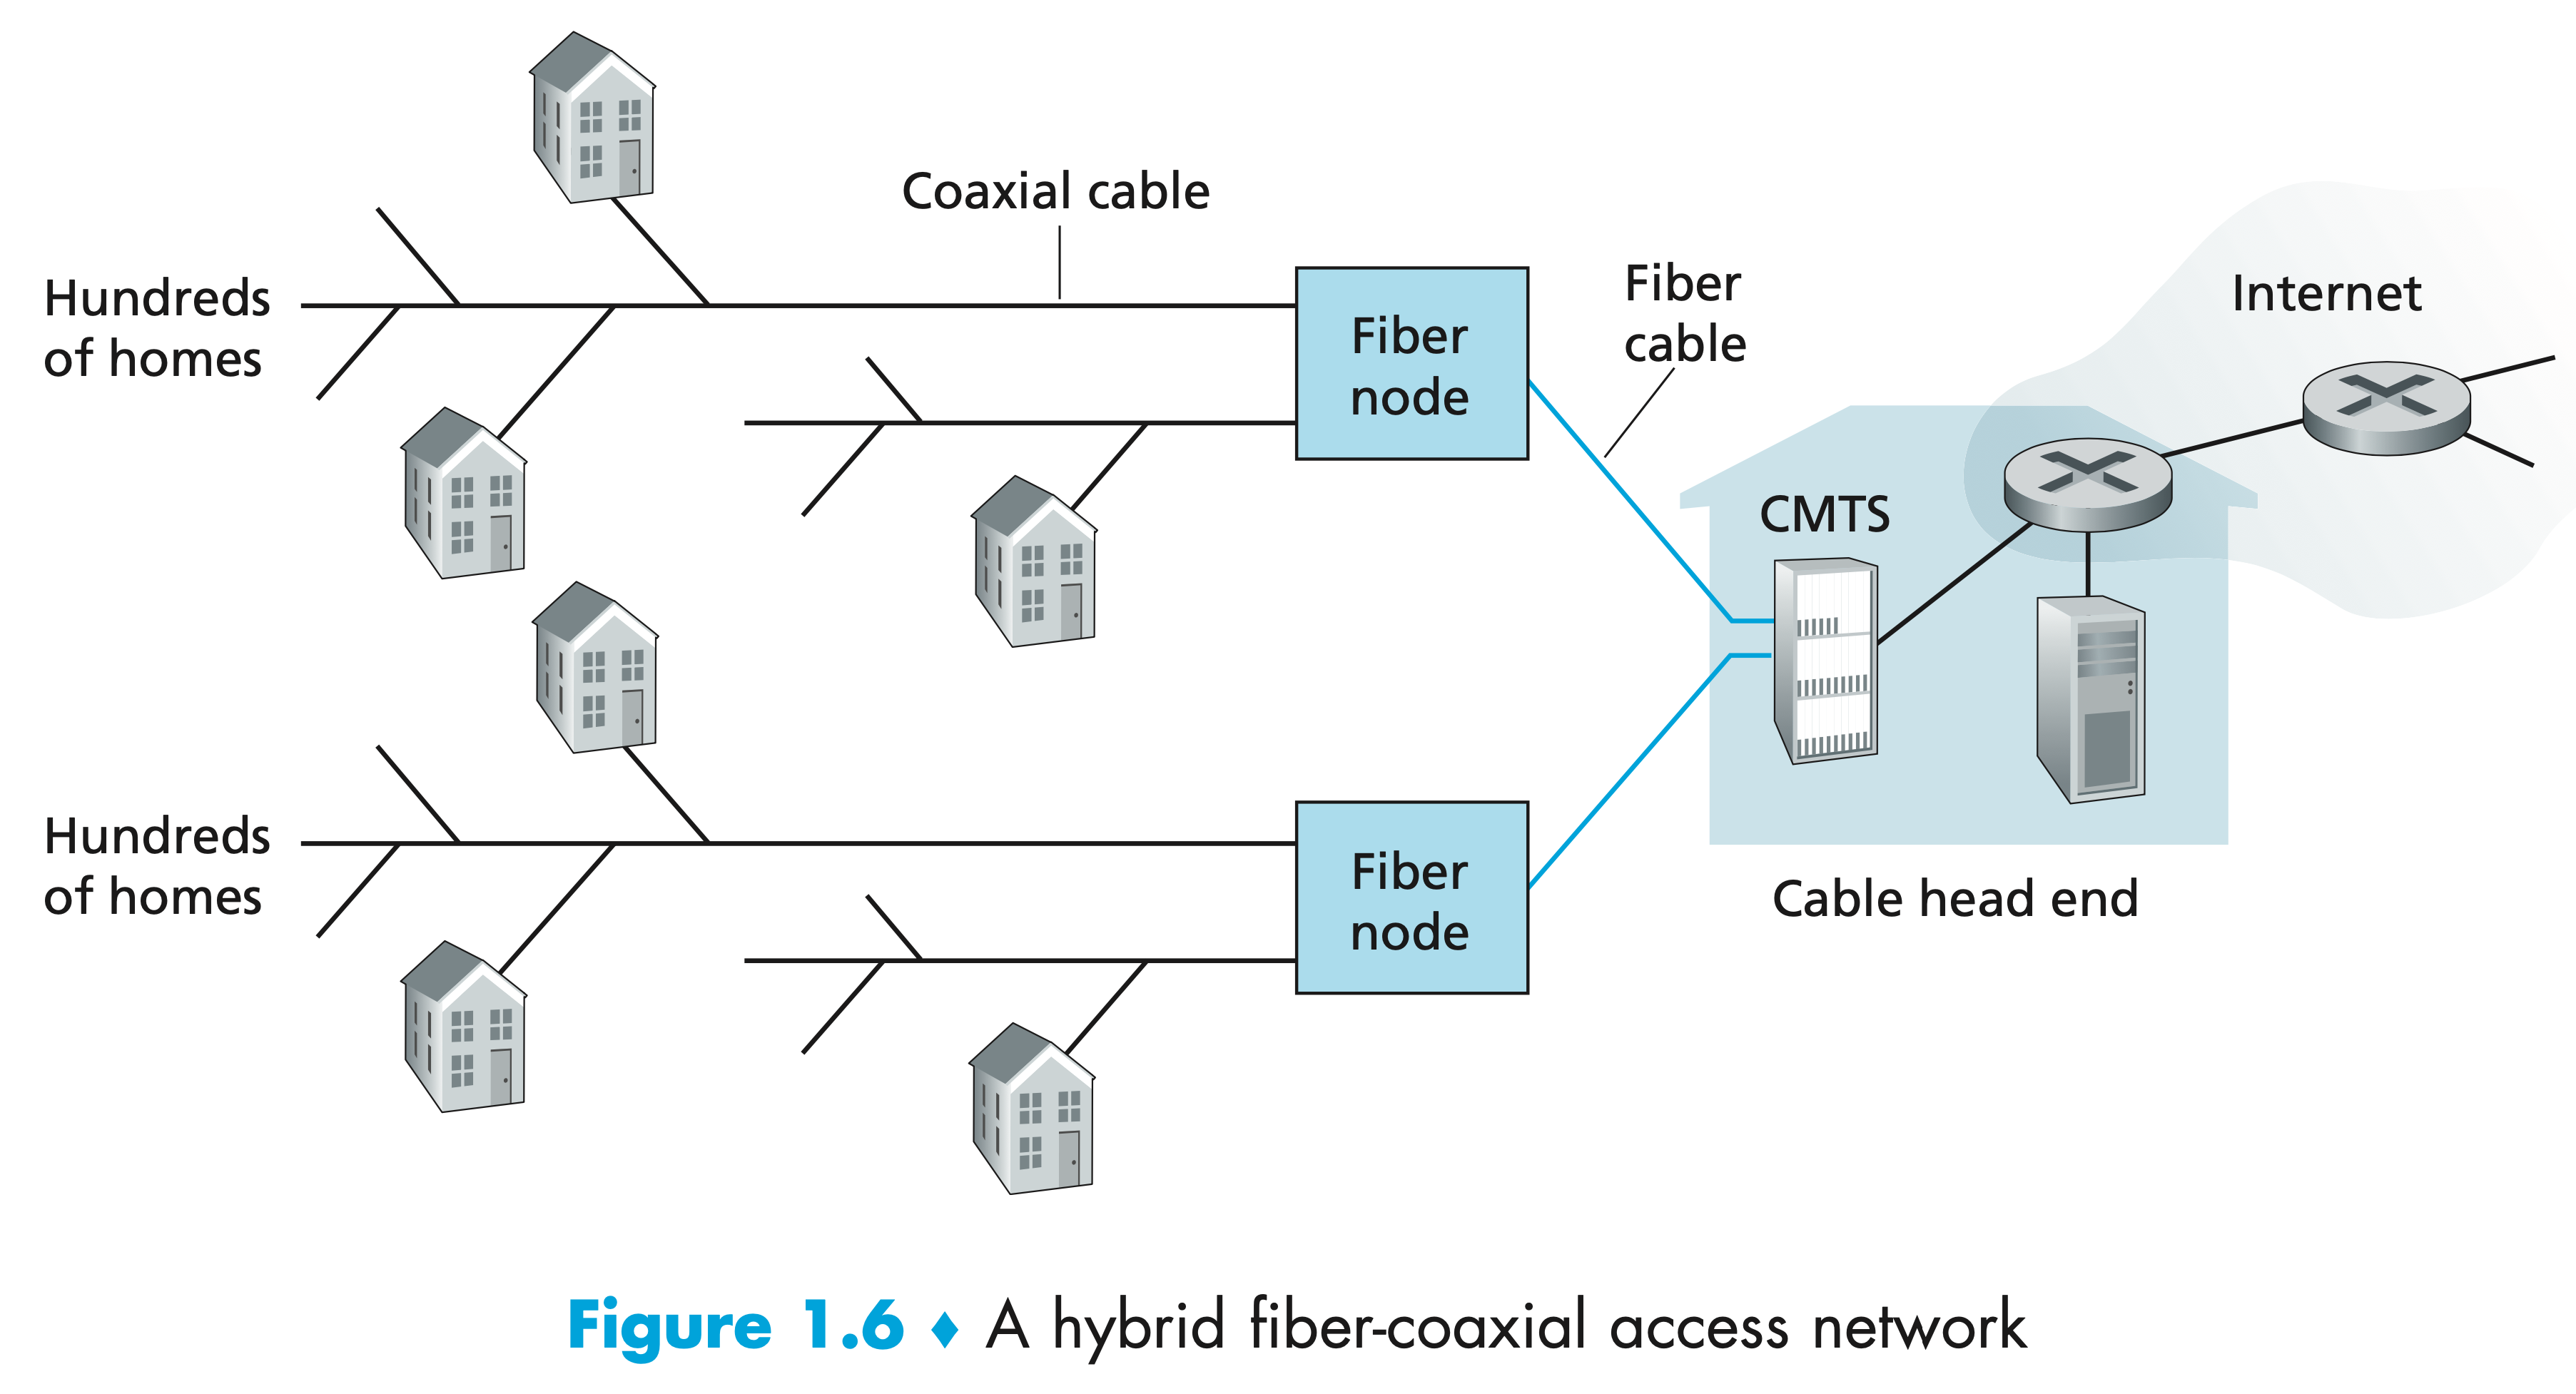 Coaxial cable
Hundreds
of homes
Fiber
node
Fiber
cable
Internet
CMTS
Hundreds
of homes
Fiber
node
Cable head end
Figure 1.6 ♦ A hybrid fiber-coaxial access network